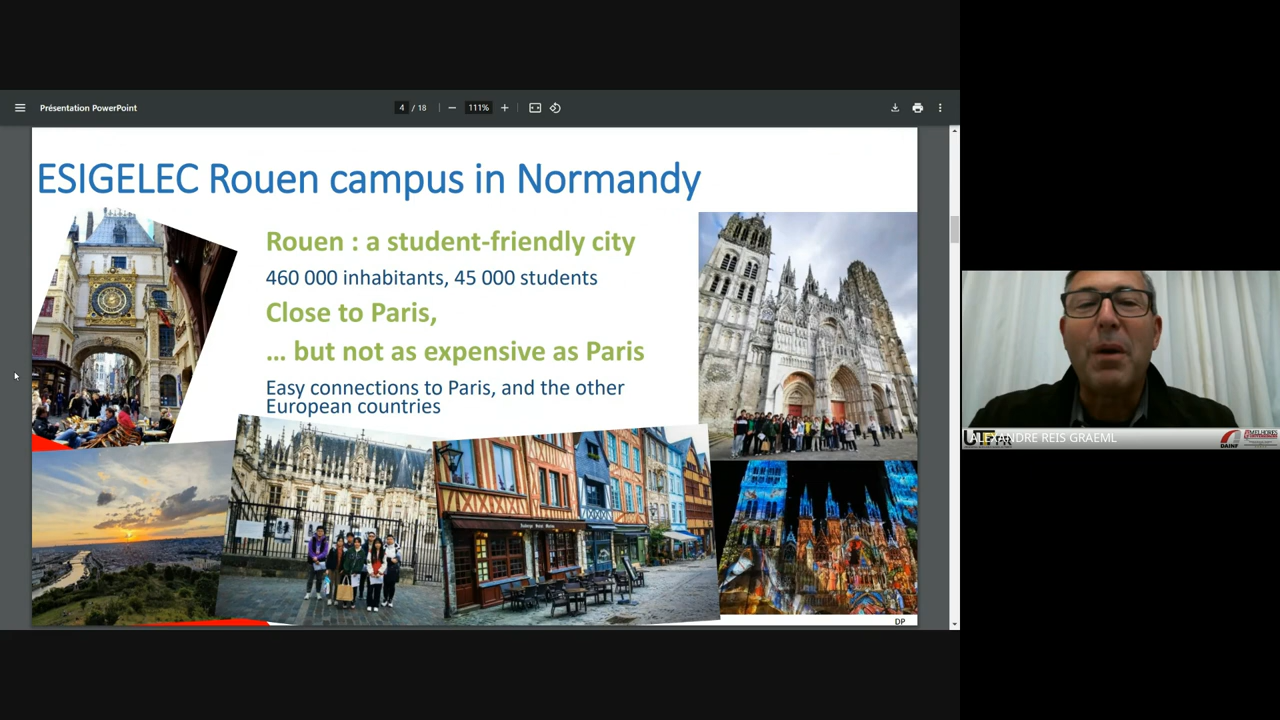 Présentation PowerPoint
4 / 18
111%
ESIGELEC Rouen campus in Normandy
Rouen : a student-friendly city
460 000 inhabitants, 45 000 students
Close to Paris,
... but not as expensive as Paris
Easy connections to Paris, and the other
European countries
DP
ALEXANDRE REIS GRAEML
DAINF